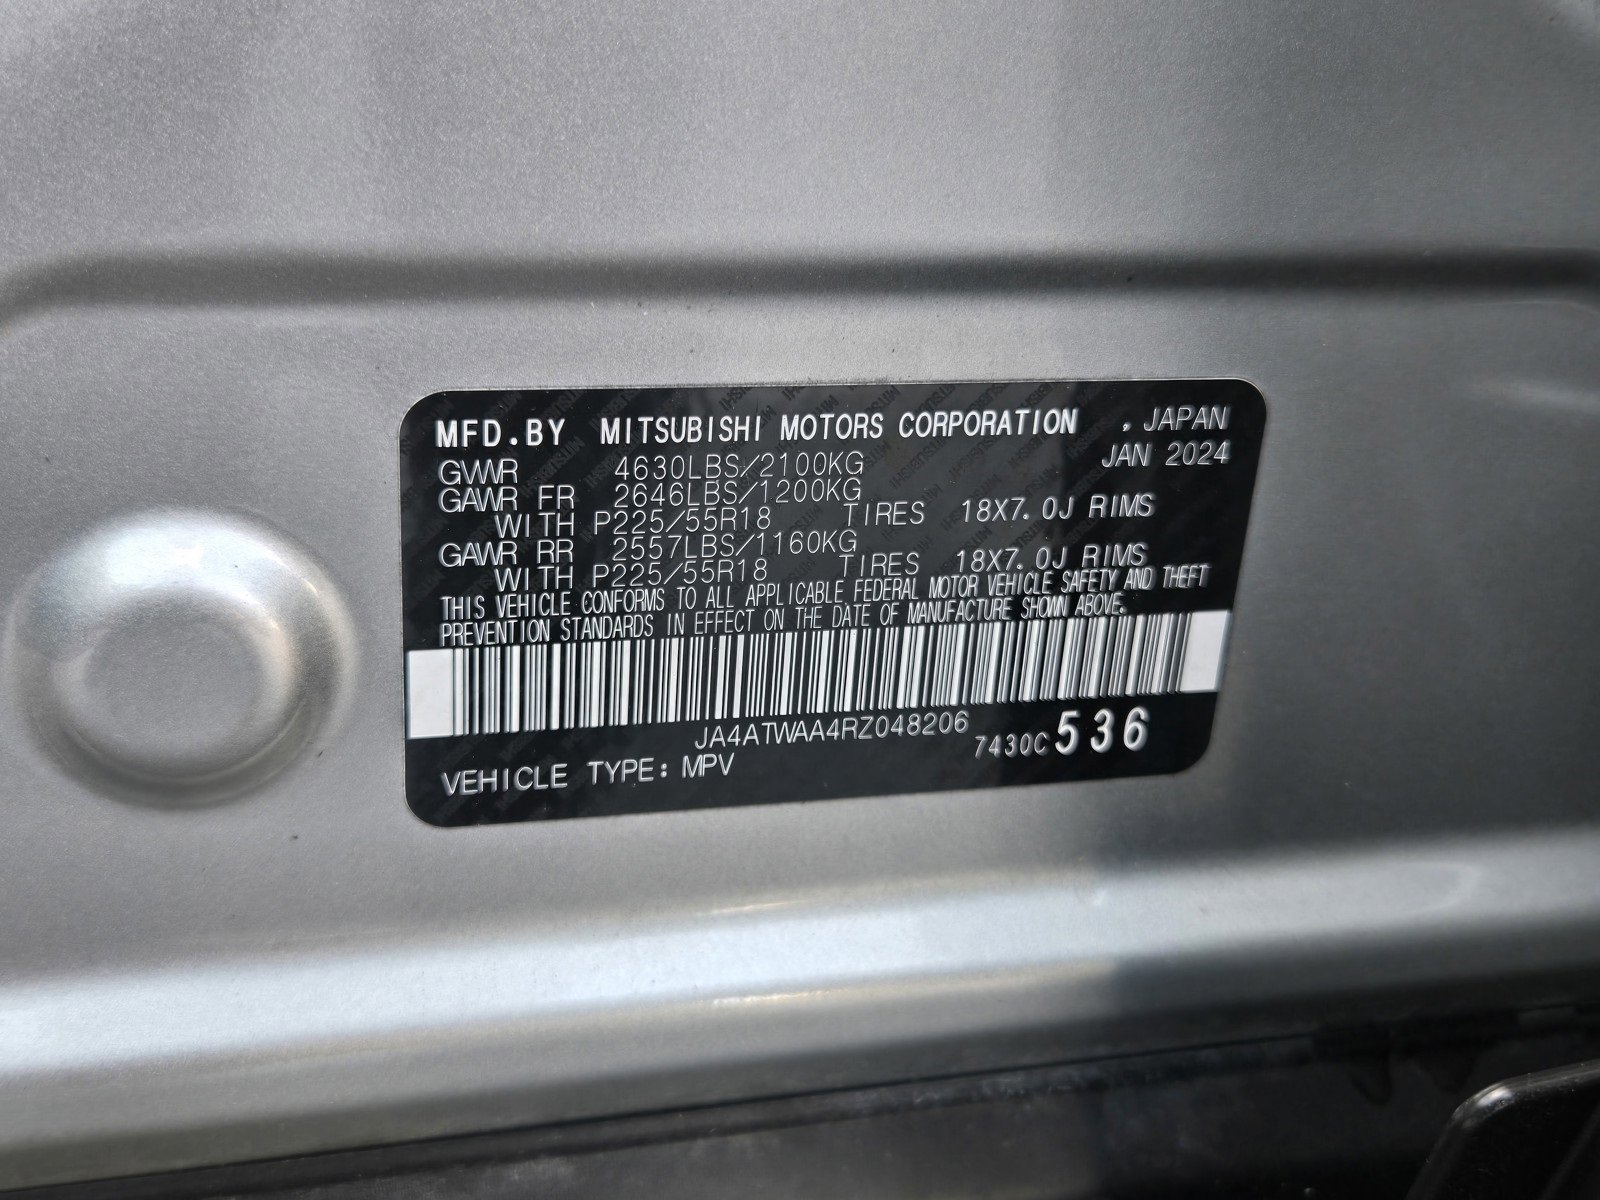 MFD.BY MITSUBISHI MOTORS CORPORATION , JAPAN
GWR 4630LBS/2100KG JAN 2024
GAWR FR 2646LBS/1200KG
WITH P225/55R18 TIRES 18X7.0J RIMS
GAWR RR 2557LBS/1160KG
WITH P225/55R18 TIRES 18X7.0J RIMS
THIS VEHICLE CONFORMS TO ALL APPLICABLE FEDERAL MOTOR VEHICLE SAFETY AND THEFT
PREVENTION STANDARDS IN EFFECT ON THE DATE OF MANUFACTURE SHOWN ABOVE.
JA4ATWAA4RZ048206
7430C536
VEHICLE TYPE: MPV